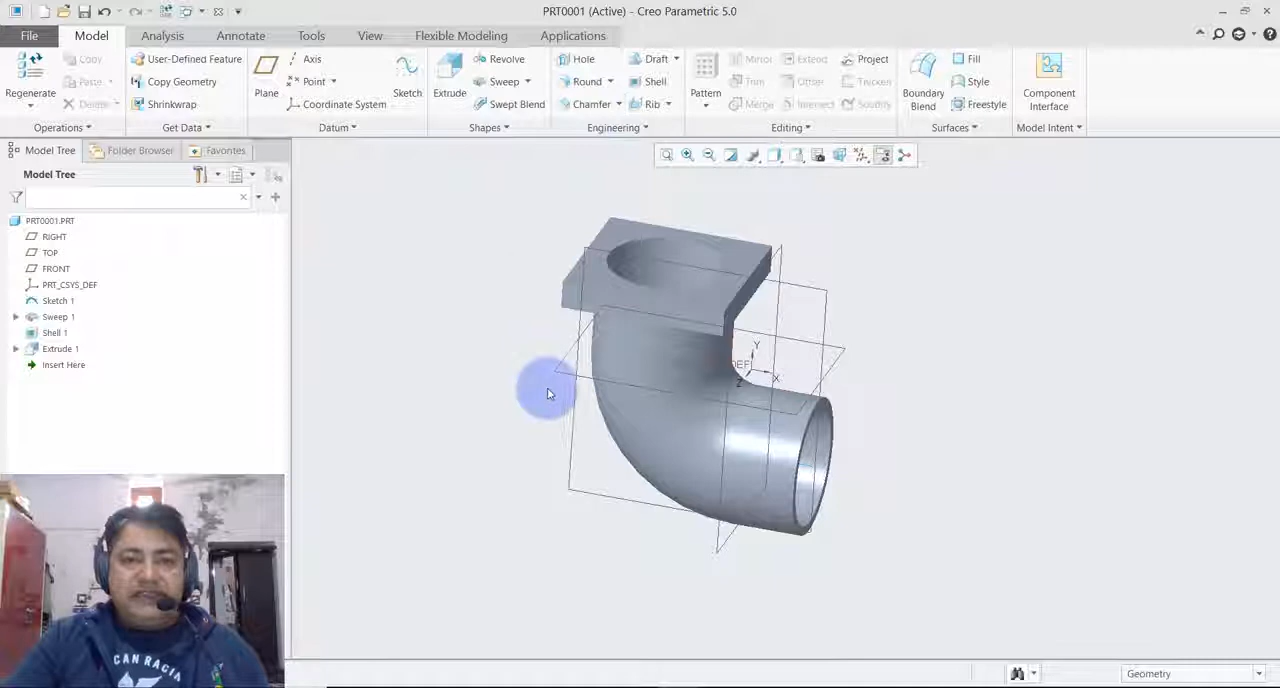 PRT0001 (Active) - Creo Parametric 5.0
File Model Analysis Annotate Tools View Flexible Modeling Applications
Regenerate
Copy
Paste
Delete
Operations
User-Defined Feature
Copy Geometry
Shrinkwrap
Get Data
Plane
Axis
Point
Coordinate System
Sketch
Datum
Extrude
Revolve
Sweep
Swept Blend
Shapes
Hole
Round
Chamfer
Draft
Shell
Rib
Engineering
Pattern
Mirror
Trim
Merge
Extend
Offset
Intersect
Project
Thicken
Solidify
Editing
Boundary
Blend
Fill
Style
Freestyle
Surfaces
Component
Interface
Model Intent
Model Tree Folder Browser Favorites
Model Tree
PRT0001.PRT
RIGHT
TOP
FRONT
PRT_CSYS_DEF
Sketch 1
Sweep 1
Shell 1
Extrude 1
Insert Here
Y
DEF
X
Z
CAN RACIN
Geometry